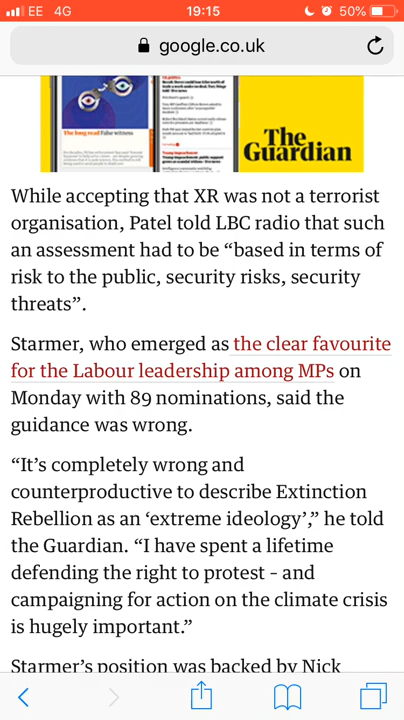 EE 4G 19:15 50%
google.co.uk
The long read False witness
The
Guardian
While accepting that XR was not a terrorist
organisation, Patel told LBC radio that such
an assessment had to be “based in terms of
risk to the public, security risks, security
threats”.
Starmer, who emerged as the clear favourite
for the Labour leadership among MPs on
Monday with 89 nominations, said the
guidance was wrong.
“It’s completely wrong and
counterproductive to describe Extinction
Rebellion as an ‘extreme ideology’,” he told
the Guardian. “I have spent a lifetime
defending the right to protest – and
campaigning for action on the climate crisis
is hugely important.”
Starmer’s position was backed by Nick